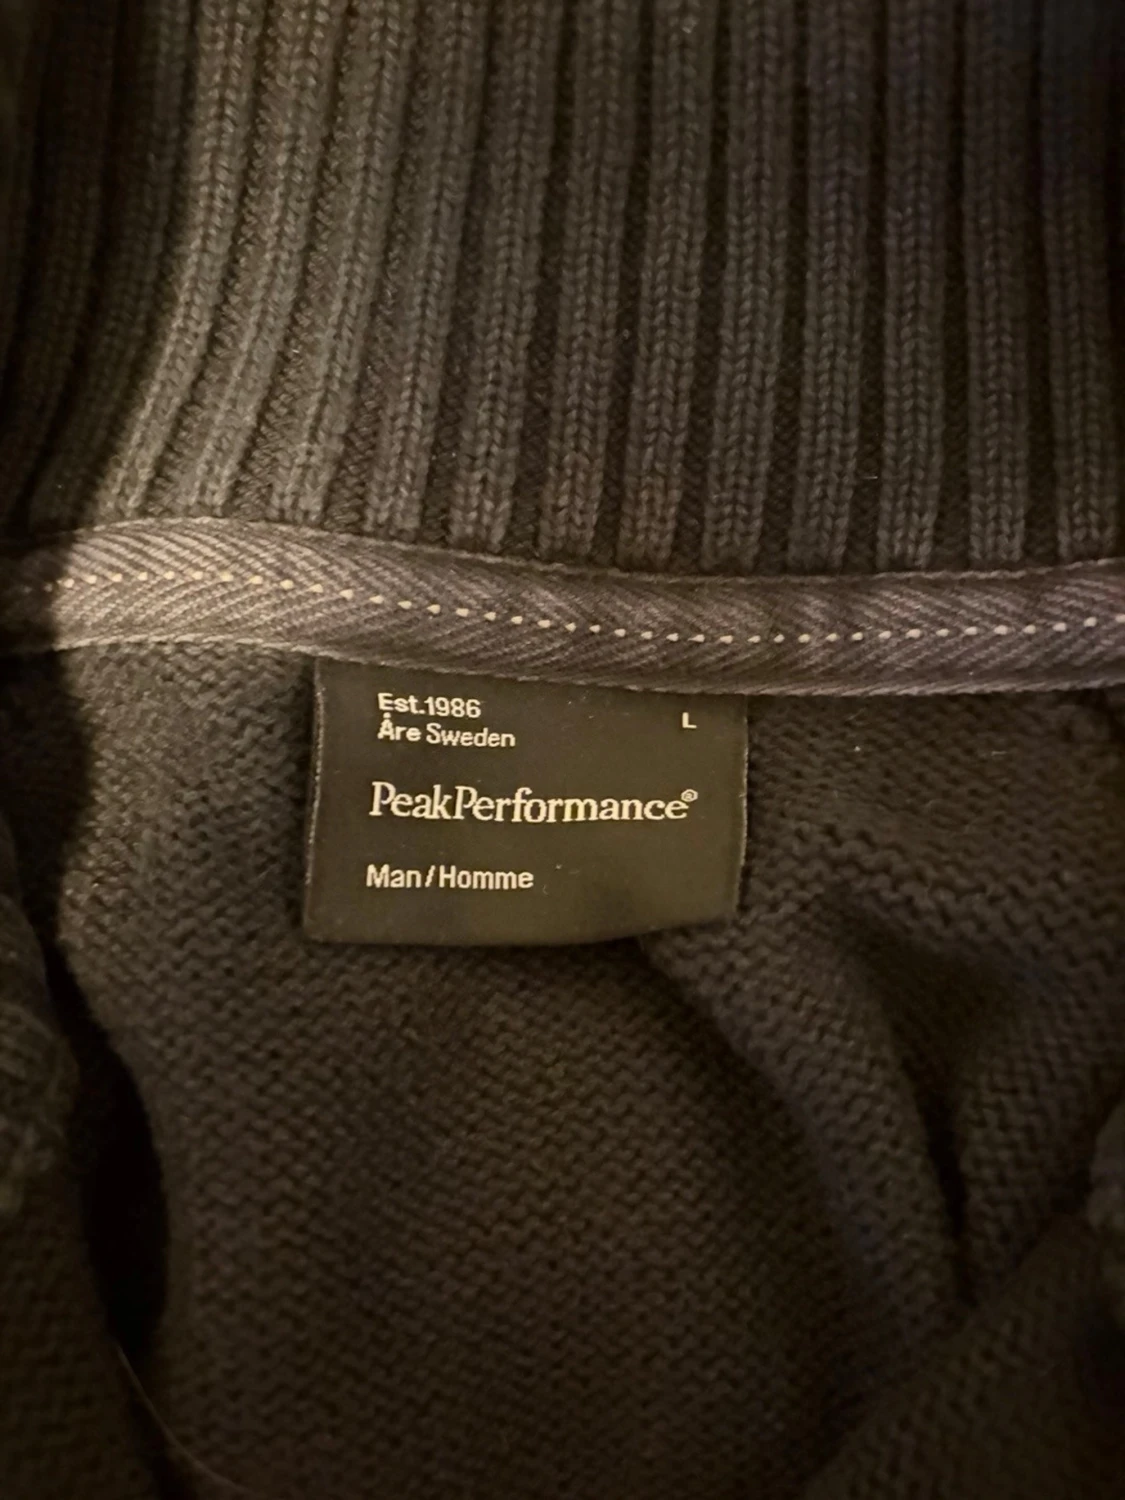 Est.1986
Åre Sweden
L
PeakPerformance®
Man/Homme